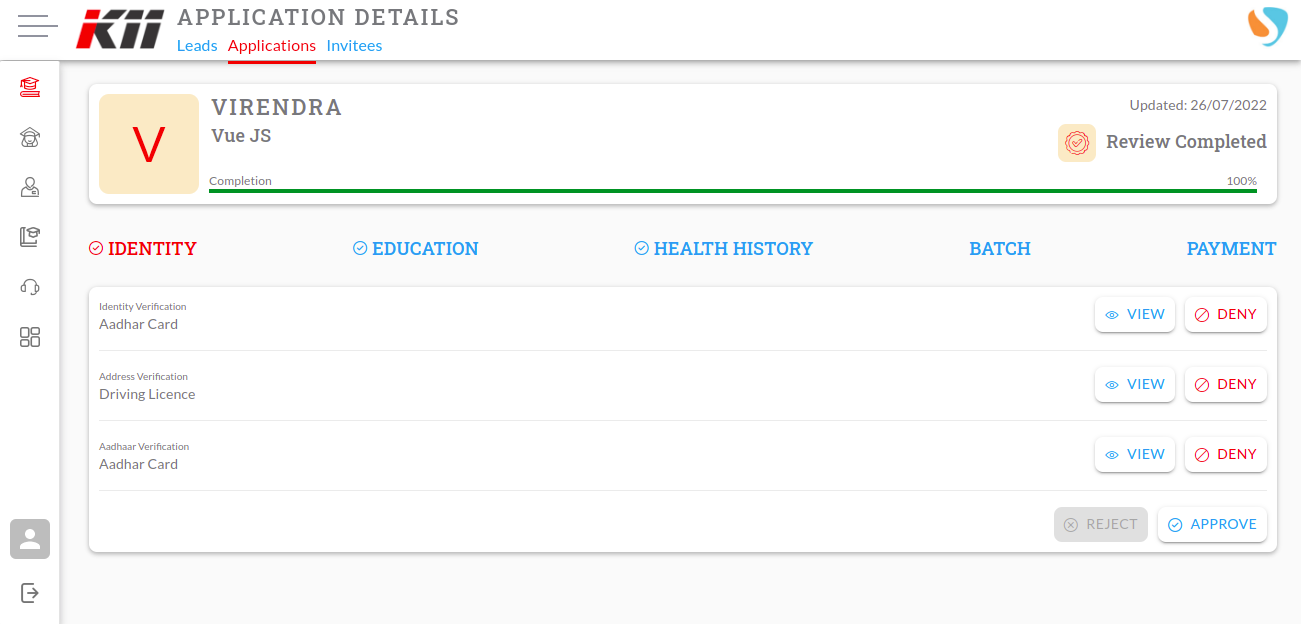 KII APPLICATION DETAILS
Leads Applications Invitees
V
VIRENDRA
Vue JS
Updated: 26/07/2022
Review Completed
Completion 100%
IDENTITY EDUCATION HEALTH HISTORY BATCH PAYMENT
Identity Verification
Aadhar Card
VIEW DENY
Address Verification
Driving Licence
VIEW DENY
Aadhaar Verification
Aadhar Card
VIEW DENY
REJECT APPROVE